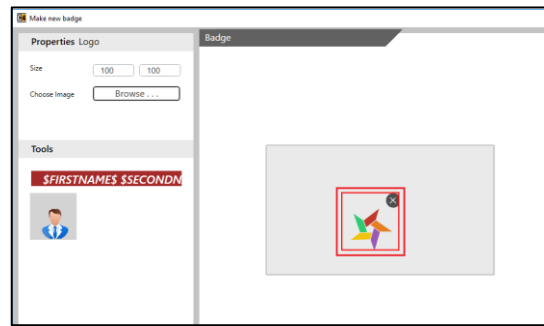 Make new badge
Properties Logo
Badge
Size
100 100
Choose Image
Browse . . .
Tools
$FIRSTNAME$ $SECONDN